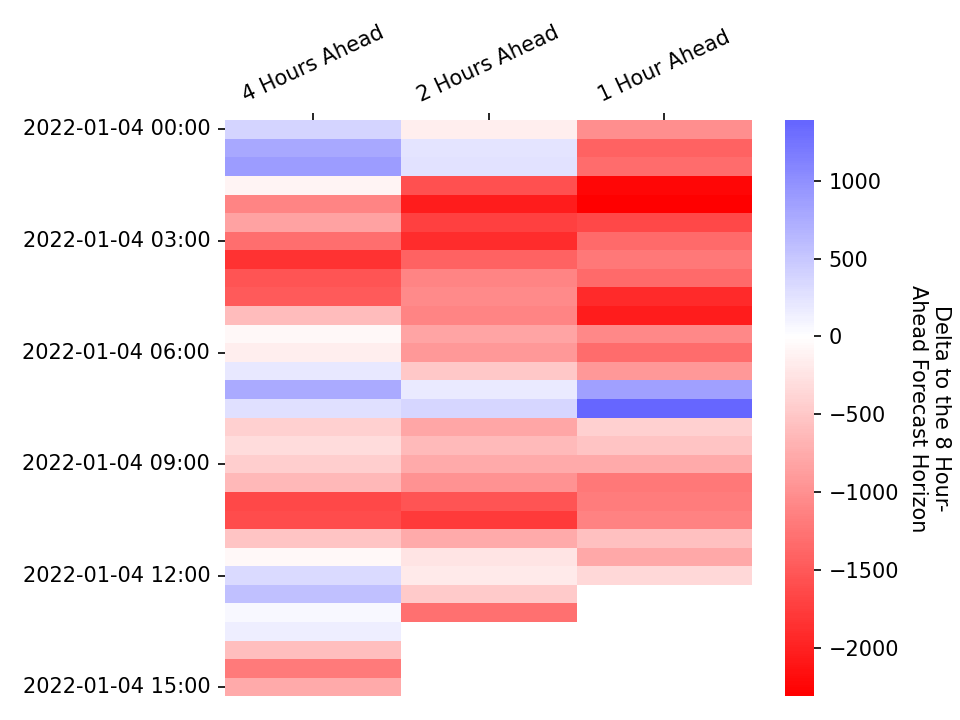 4 Hours Ahead
2 Hours Ahead
1 Hour Ahead
2022-01-04 00:00
2022-01-04 03:00
2022-01-04 06:00
2022-01-04 09:00
2022-01-04 12:00
2022-01-04 15:00
1000
500
0
−500
−1000
−1500
−2000
Delta to the 8 Hour-
Ahead Forecast Horizon